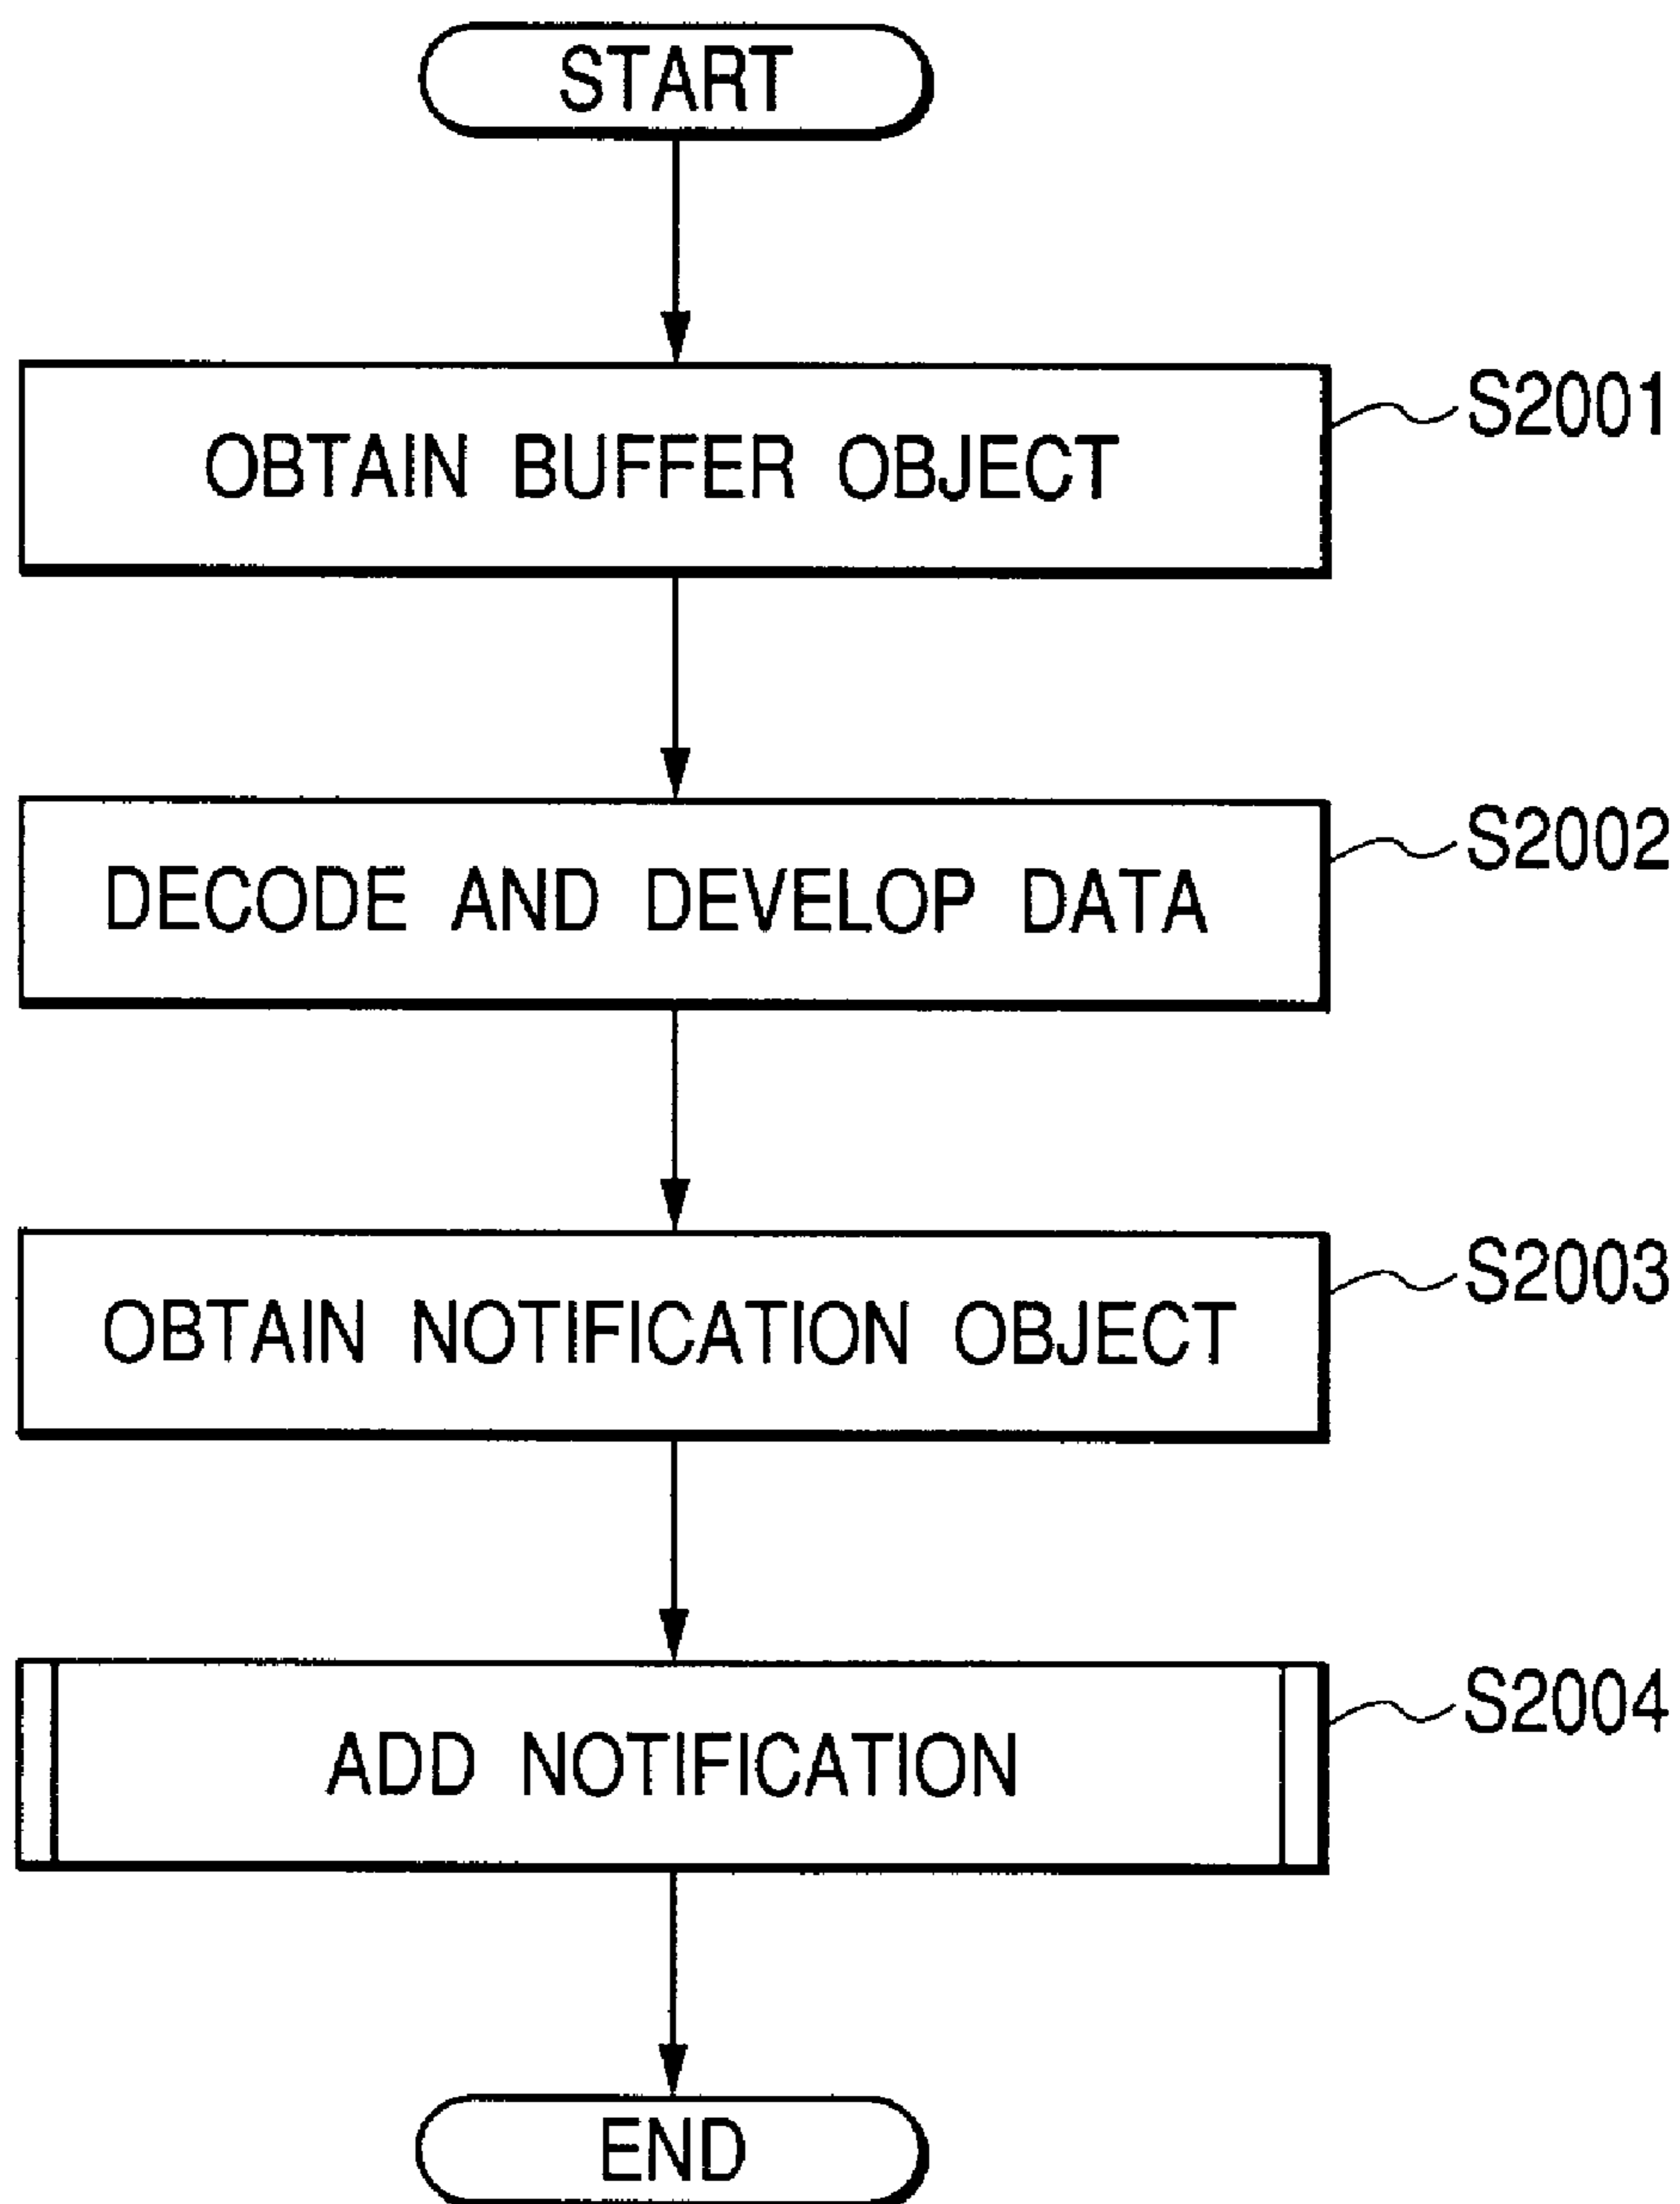 START
OBTAIN BUFFER OBJECT
S2001
DECODE AND DEVELOP DATA
S2002
OBTAIN NOTIFICATION OBJECT
S2003
ADD NOTIFICATION
S2004
END